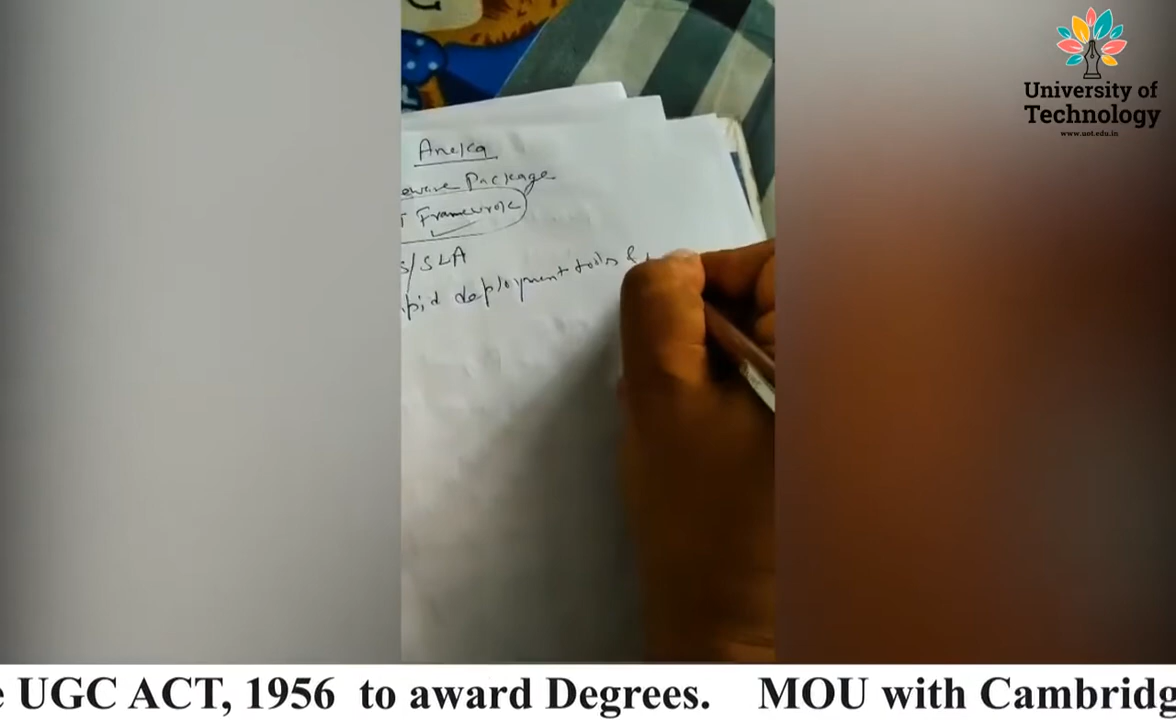 University of
Technology
www.uot.edu.in
Aneka
Package
Framework
S/SLA
pid deployment tools &
UGC ACT, 1956 to award Degrees. MOU with Cambridg